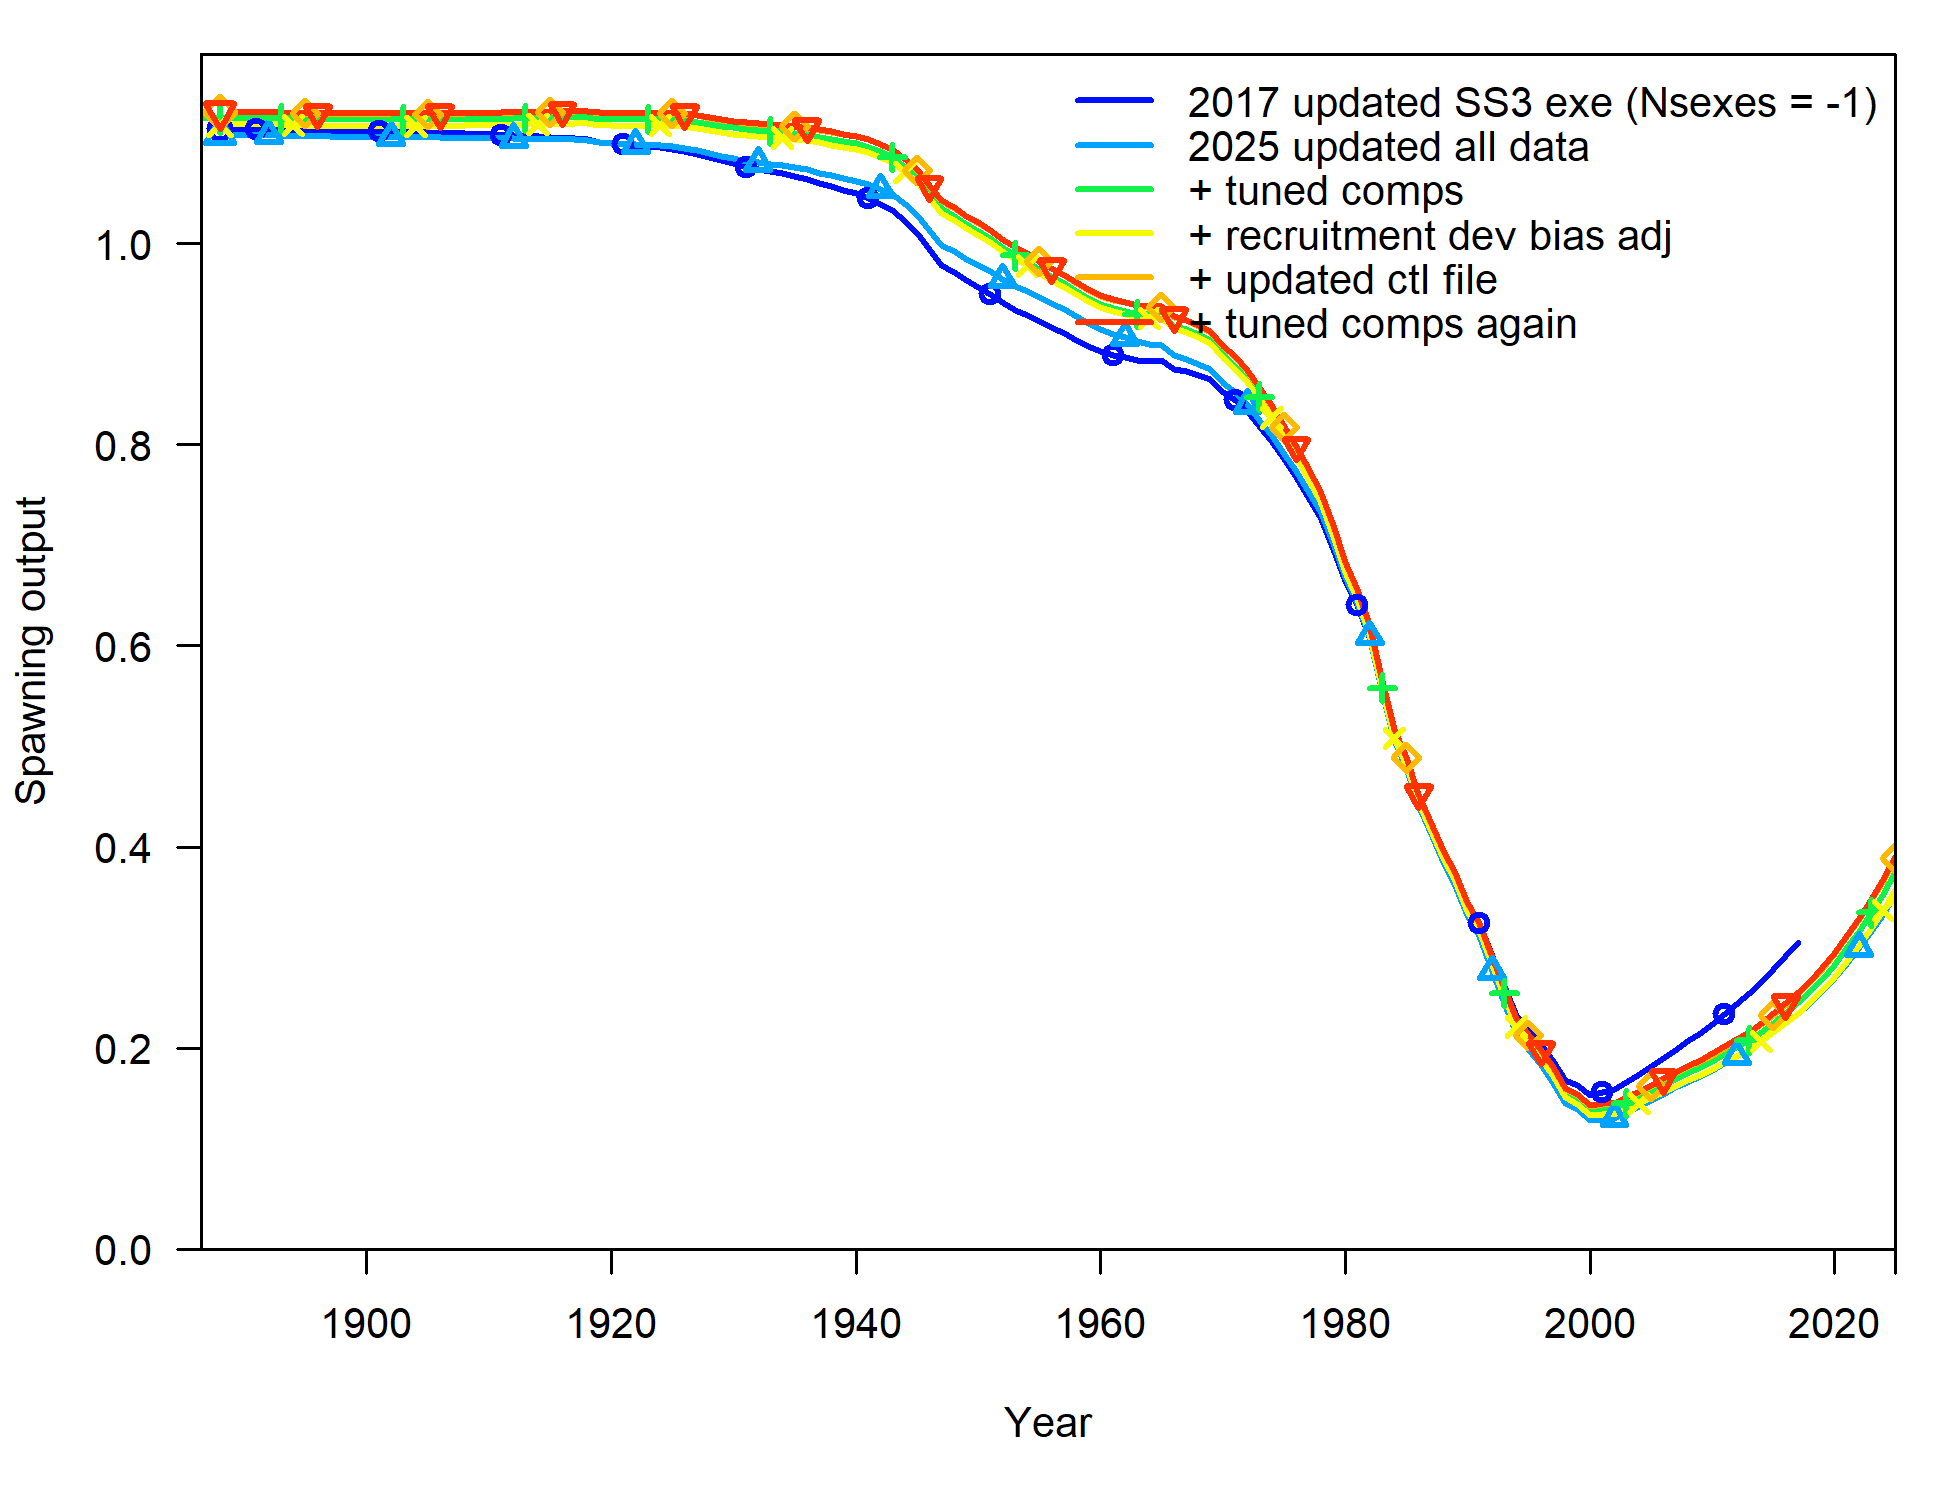 2017 updated SS3 exe (Nsexes = -1)
2025 updated all data
+ tuned comps
+ recruitment dev bias adj
+ updated ctl file
+ tuned comps again
1.0
0.8
0.6
0.4
0.2
0.0
Spawning output
1900 1920 1940 1960 1980 2000 2020
Year